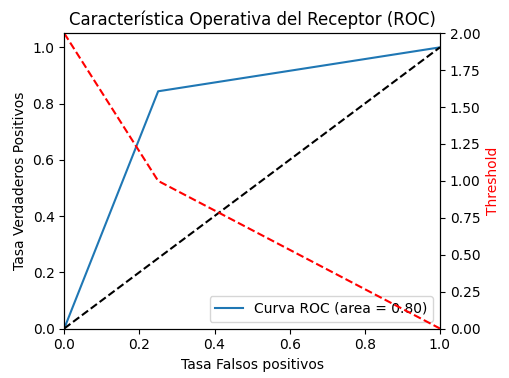 Característica Operativa del Receptor (ROC)
1.0
0.8
0.6
0.4
0.2
0.0
Tasa Verdaderos Positivos
2.00
1.75
1.50
1.25
1.00
0.75
0.50
0.25
0.00
Threshold
Curva ROC (area = 0.80)
0.0 0.2 0.4 0.6 0.8 1.0
Tasa Falsos positivos